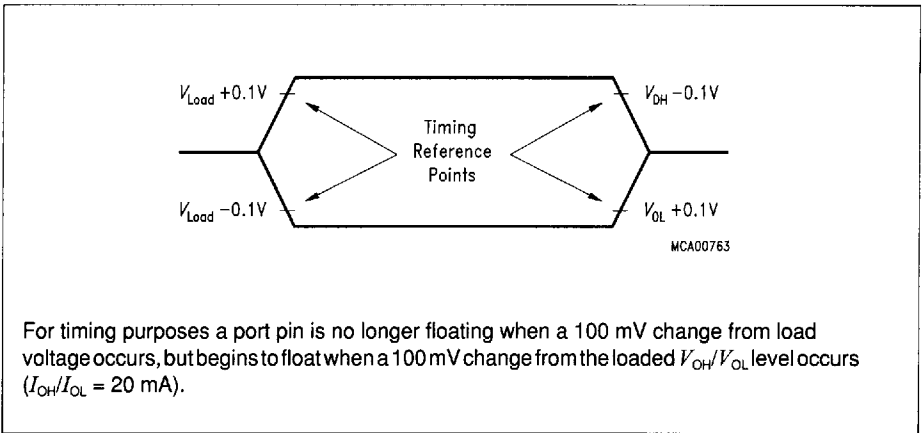 V_Load +0.1V
V_DH −0.1V
Timing
Reference
Points
V_Load −0.1V
V_OL +0.1V
MCA00763
For timing purposes a port pin is no longer floating when a 100 mV change from load
voltage occurs, but begins to float when a 100 mV change from the loaded V_OH/V_OL level occurs
(I_OH/I_OL = 20 mA).